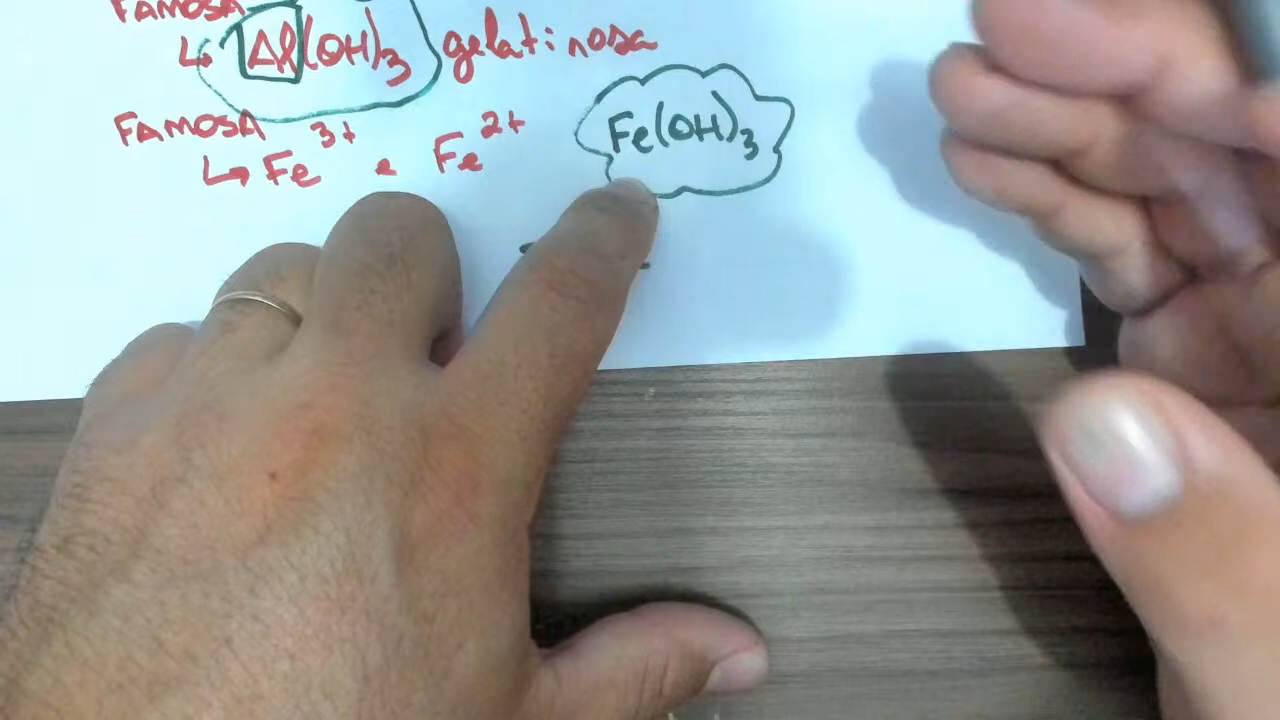 FAMOSA
↳ Al(OH)3 gelatinosa
FAMOSA
↳ Fe3+ e Fe2+
Fe(OH)3